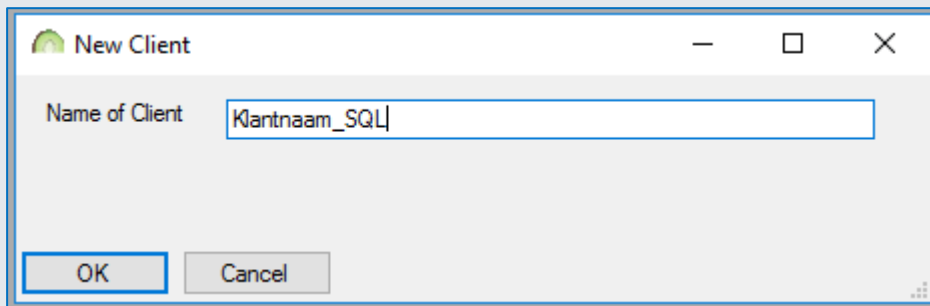 New Client
Name of Client
Klantnaam_SQL
OK
Cancel